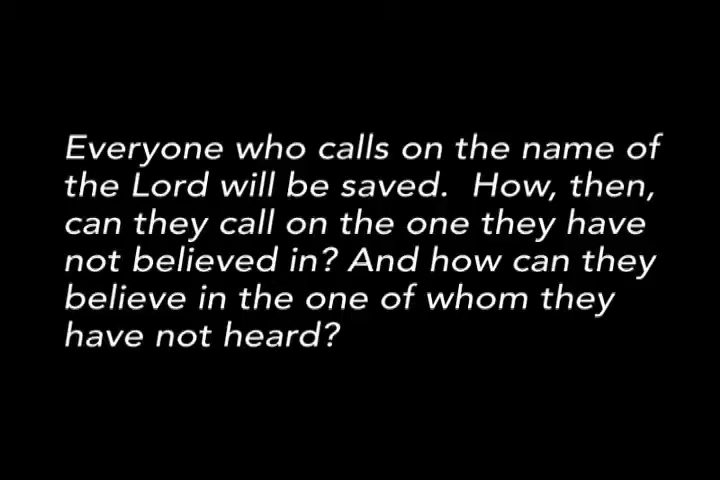 Everyone who calls on the name of
the Lord will be saved.  How, then,
can they call on the one they have
not believed in? And how can they
believe in the one of whom they
have not heard?